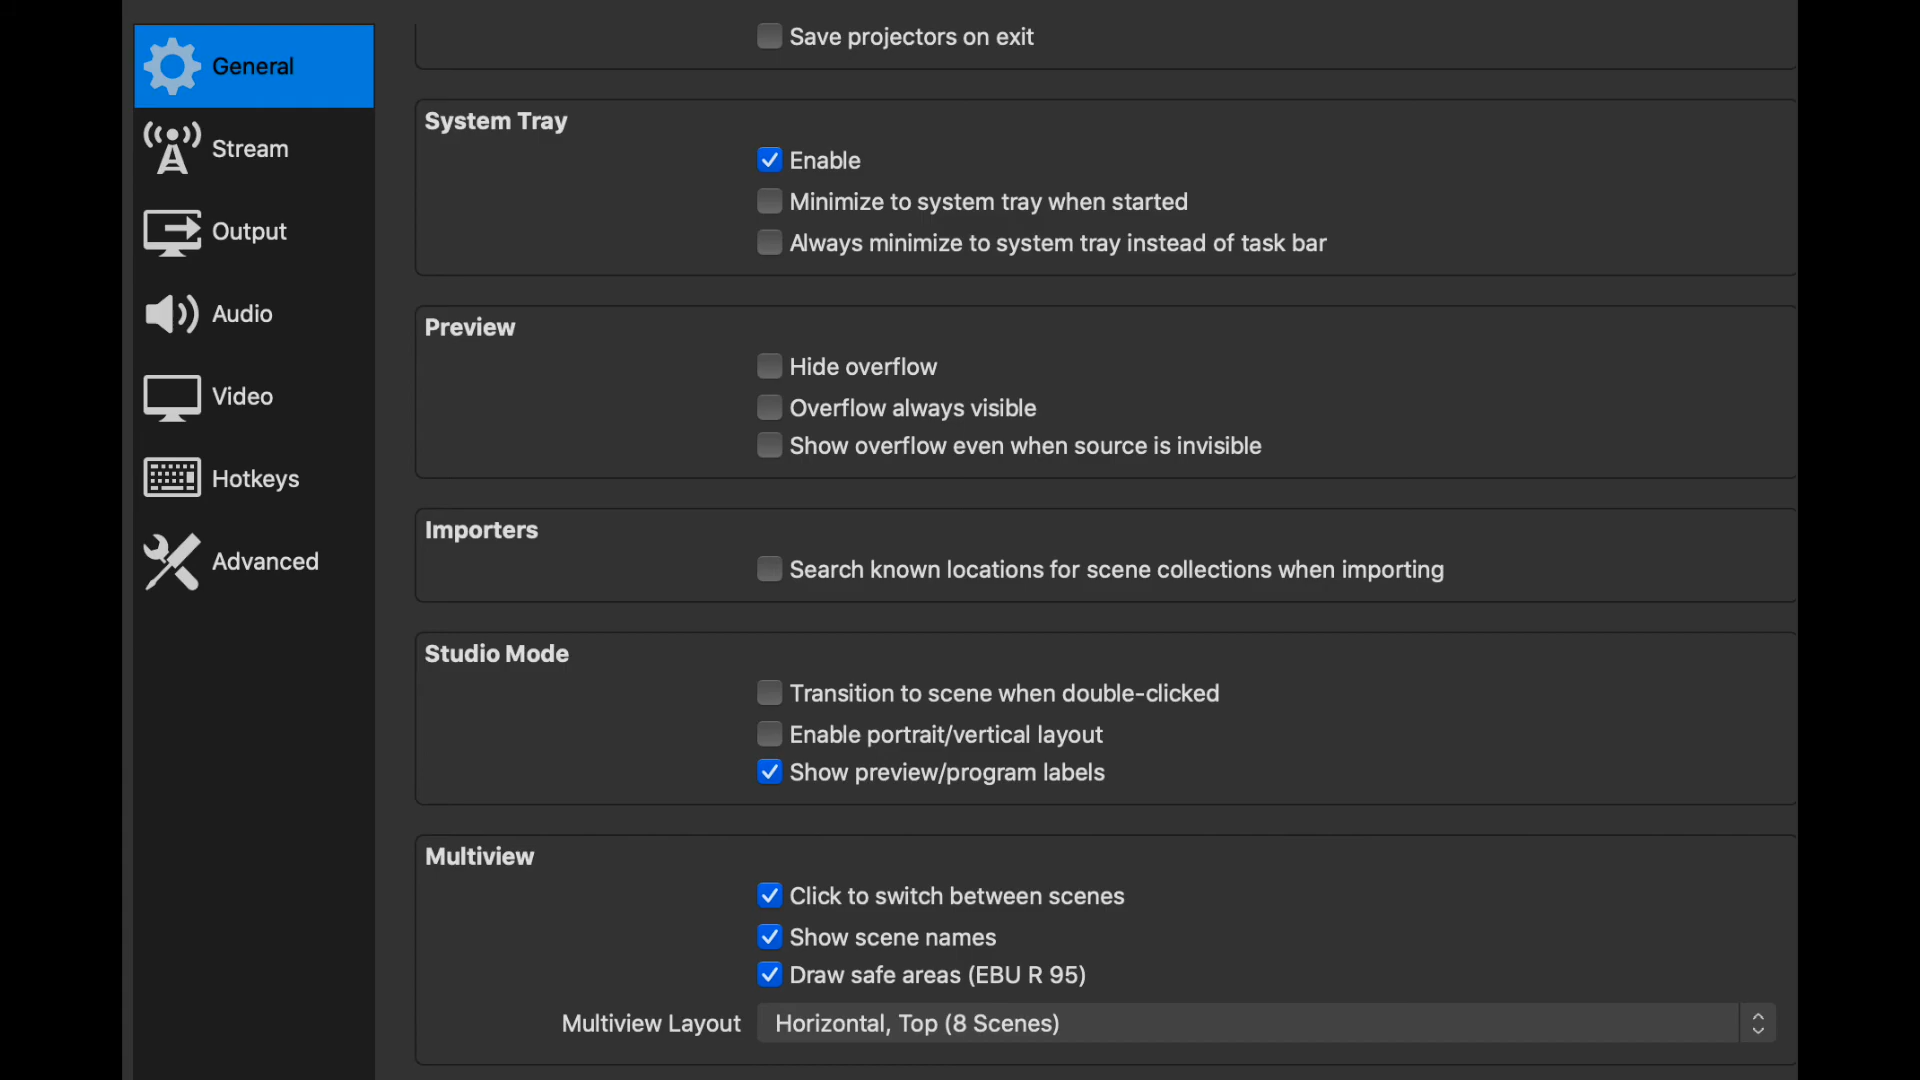 General
Stream
Output
Audio
Video
Hotkeys
Advanced
Save projectors on exit
System Tray
Enable
Minimize to system tray when started
Always minimize to system tray instead of task bar
Preview
Hide overflow
Overflow always visible
Show overflow even when source is invisible
Importers
Search known locations for scene collections when importing
Studio Mode
Transition to scene when double-clicked
Enable portrait/vertical layout
Show preview/program labels
Multiview
Click to switch between scenes
Show scene names
Draw safe areas (EBU R 95)
Multiview Layout Horizontal, Top (8 Scenes)